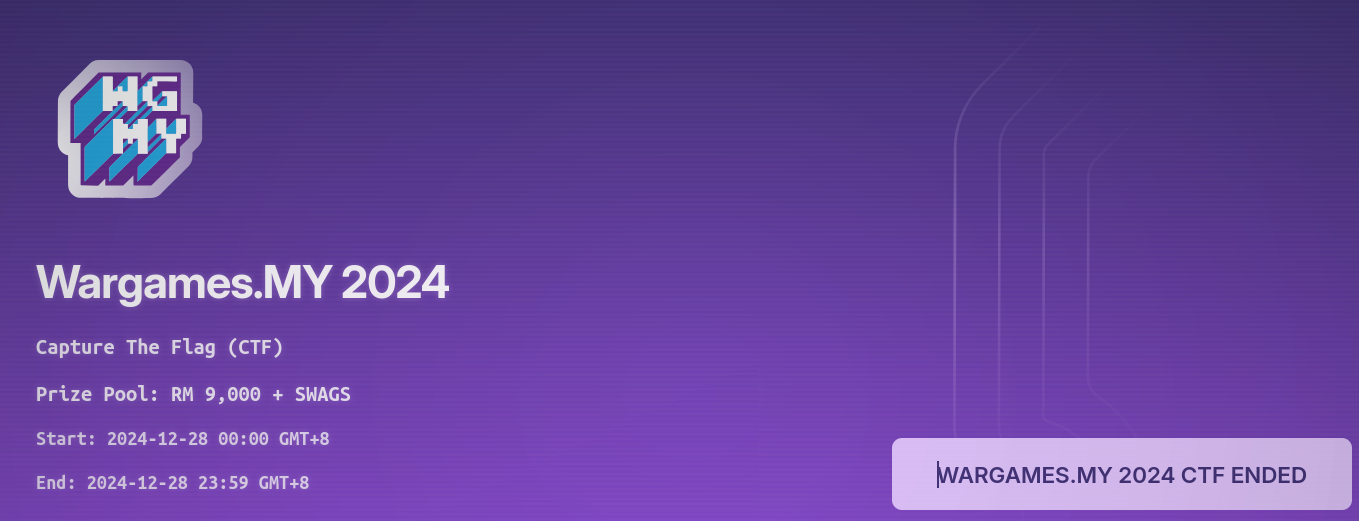 WG
MY
Wargames.MY 2024
Capture The Flag (CTF)
Prize Pool: RM 9,000 + SWAGS
Start: 2024-12-28 00:00 GMT+8
End: 2024-12-28 23:59 GMT+8
WARGAMES.MY 2024 CTF ENDED